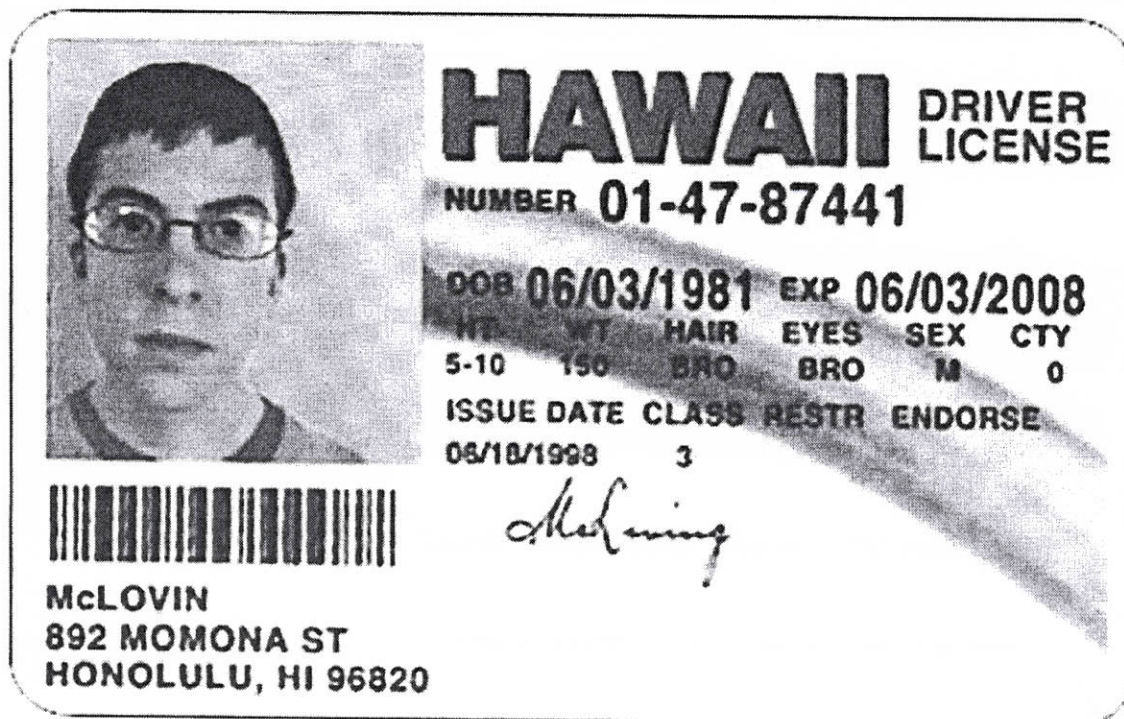 HAWAII DRIVER LICENSE
NUMBER 01-47-87441
DOB 06/03/1981 EXP 06/03/2008
HT WT HAIR EYES SEX CTY
5-10 150 BRO BRO M 0
ISSUE DATE CLASS RESTR ENDORSE
06/18/1998 3
McLOVIN
892 MOMONA ST
HONOLULU, HI 96820